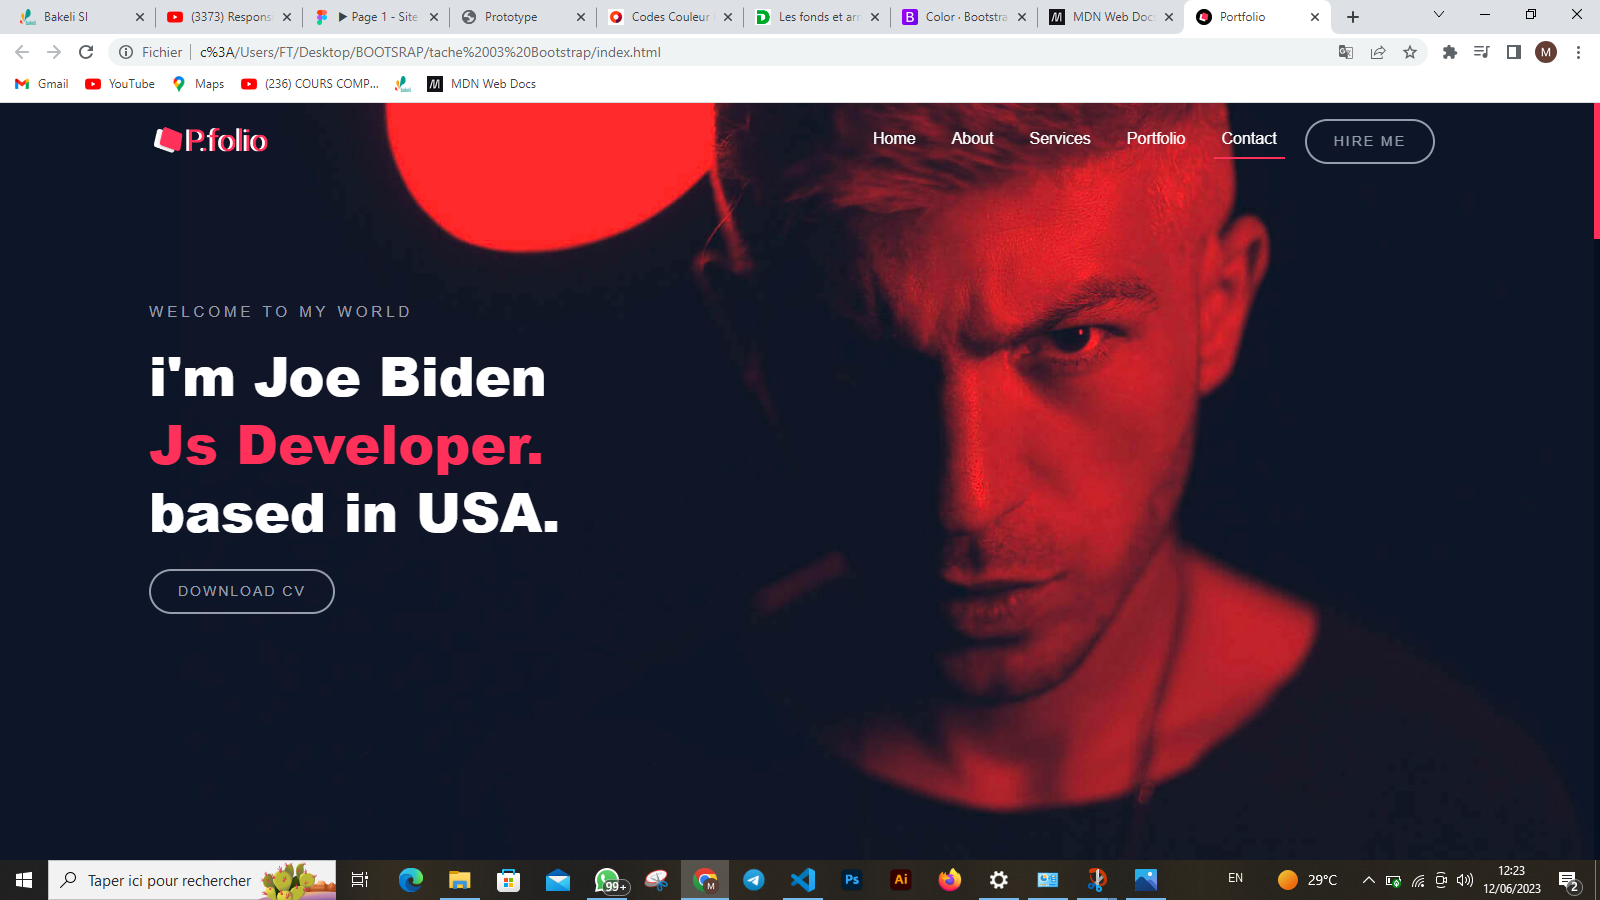 Bakeli SI
(3373) Respons
▶ Page 1 - Site
Prototype
Codes Couleur
Les fonds et arr
Color · Bootstra
MDN Web Docs
Portfolio
Fichier
c%3A/Users/FT/Desktop/BOOTSRAP/tache%2003%20Bootstrap/index.html
M
Gmail
YouTube
Maps
(236) COURS COMP...
MDN Web Docs
P.folio
Home
About
Services
Portfolio
Contact
HIRE ME
WELCOME TO MY WORLD
i'm Joe Biden
Js Developer.
based in USA.
DOWNLOAD CV
Taper ici pour rechercher
99+
M
Ps
Ai
EN
29°C
12:23
12/06/2023
2